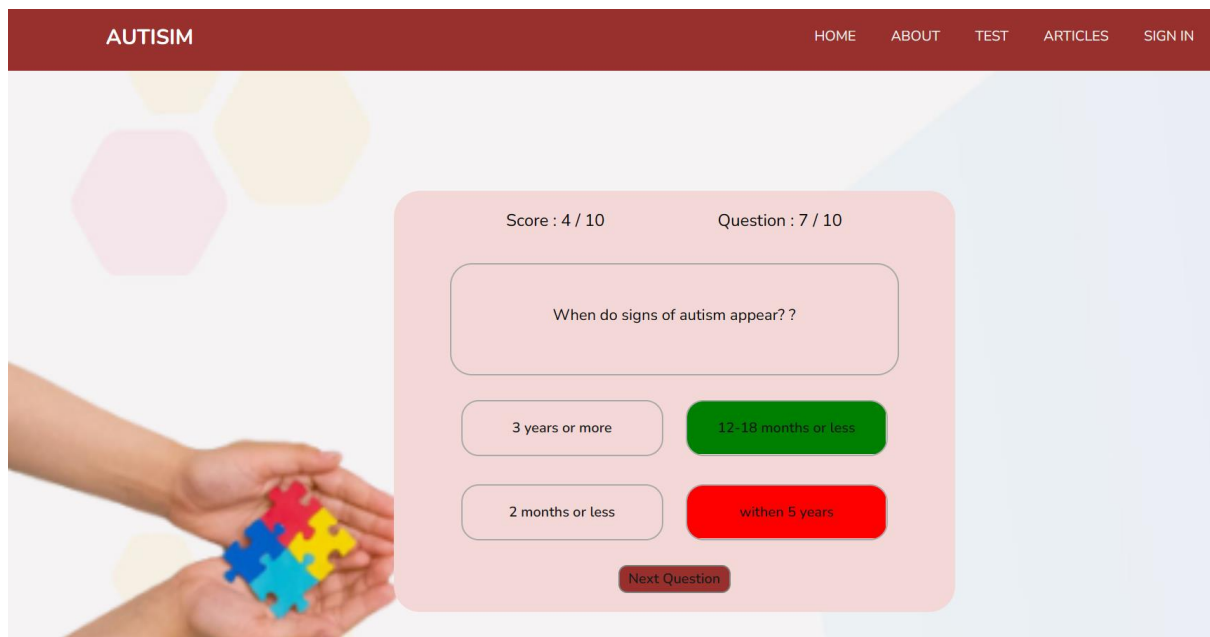 AUTISIM
HOME ABOUT TEST ARTICLES SIGN IN
Score : 4 / 10 Question : 7 / 10
When do signs of autism appear? ?
3 years or more 12-18 months or less
2 months or less withen 5 years
Next Question